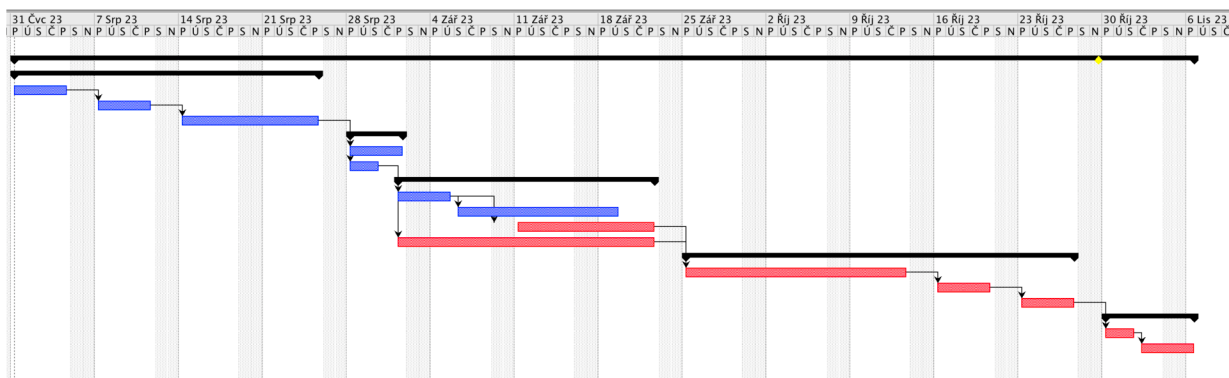 31 Čvc 23 7 Srp 23 14 Srp 23 21 Srp 23 28 Srp 23 4 Zář 23 11 Zář 23 18 Zář 23 25 Zář 23 2 Říj 23 9 Říj 23 16 Říj 23 23 Říj 23 30 Říj 23 6 Lis 23
P Ú S Č P S N P Ú S Č P S N P Ú S Č P S N P Ú S Č P S N P Ú S Č P S N P Ú S Č P S N P Ú S Č P S N P Ú S Č P S N P Ú S Č P S N P Ú S Č P S N P Ú S Č P S N P Ú S Č P S N P Ú S Č P S N P Ú S Č P S N P Ú S Č